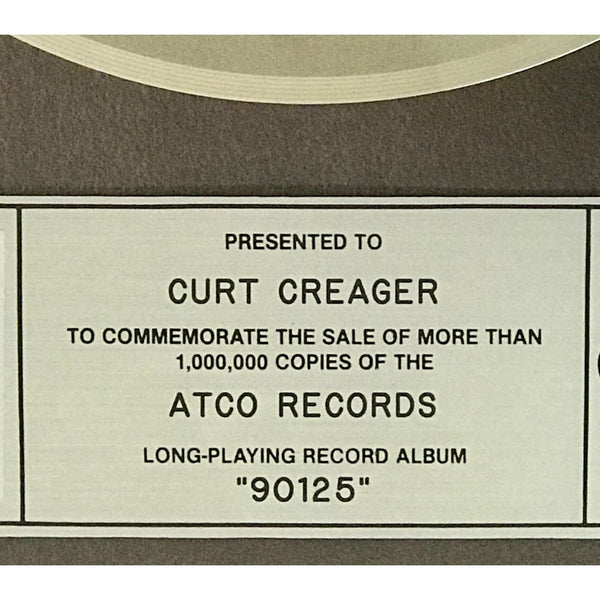 PRESENTED TO
CURT CREAGER
TO COMMEMORATE THE SALE OF MORE THAN
1,000,000 COPIES OF THE
ATCO RECORDS
LONG-PLAYING RECORD ALBUM
"90125"